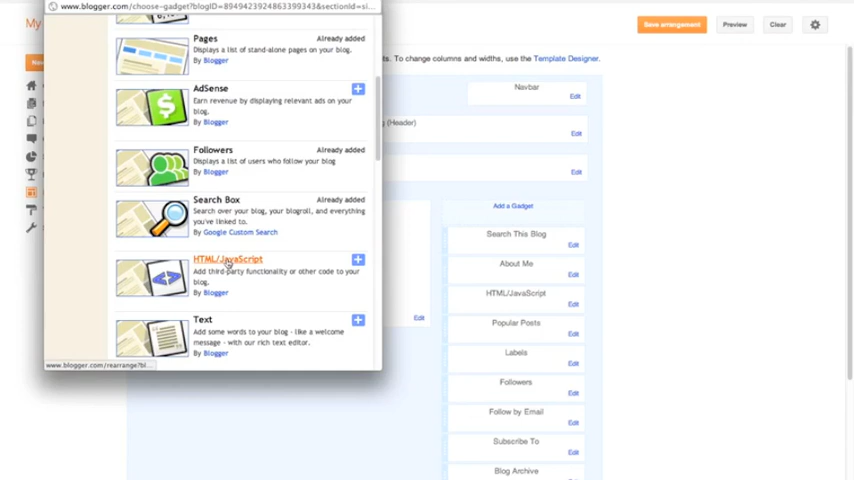 www.blogger.com/choose-gadget?blogID=8949423924863399343&sectionId=si...
Pages
Already added
Displays a list of stand-alone pages on your blog.
By Blogger
AdSense
Earn revenue by displaying relevant ads on your
blog.
By Blogger
Followers
Already added
Displays a list of users who follow your blog
By Blogger
Search Box
Already added
Search over your blog, your blogroll, and everything
you've linked to.
By Google Custom Search
HTML/JavaScript
Add third-party functionality or other code to your
blog.
By Blogger
Text
Add some words to your blog - like a welcome
message - with our rich text editor.
By Blogger
www.blogger.com/rearrange?bl...
My
Save arrangement
Preview
Clear
ts. To change columns and widths, use the Template Designer.
Navbar
Edit
g (Header)
Edit
Edit
Edit
Add a Gadget
Search This Blog
Edit
About Me
Edit
HTML/JavaScript
Edit
Popular Posts
Edit
Labels
Edit
Followers
Edit
Follow by Email
Edit
Subscribe To
Edit
Blog Archive
Edit